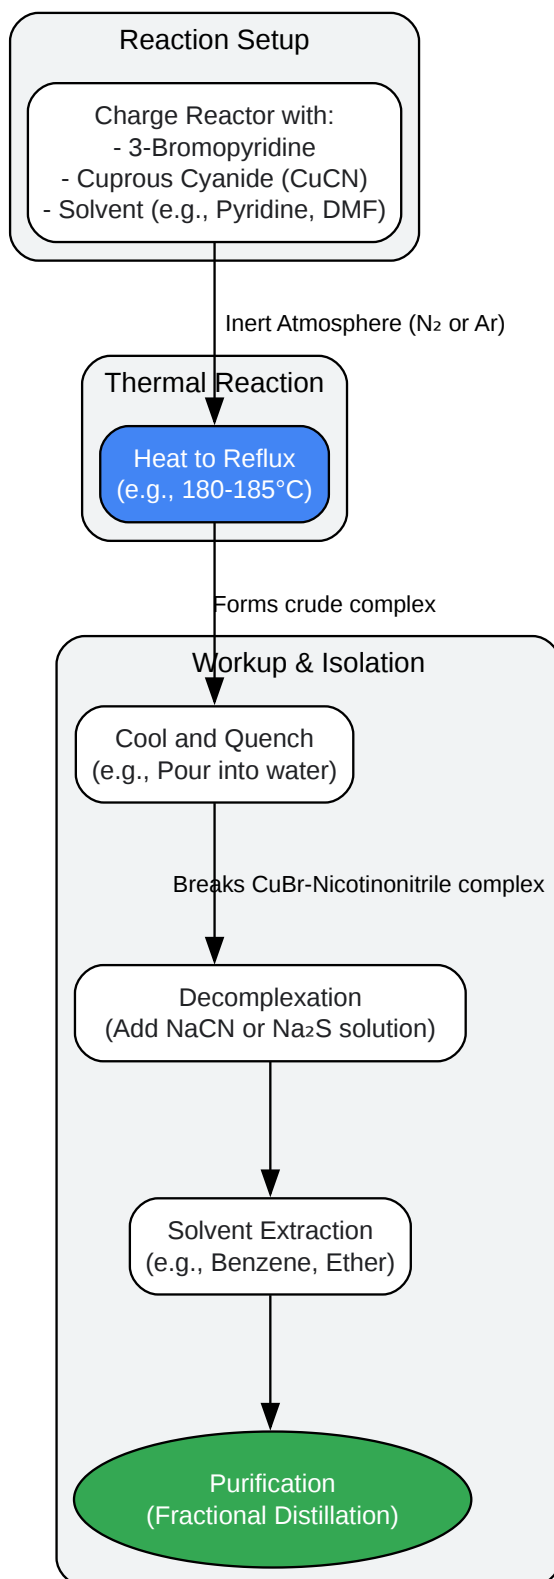 Reaction Setup
Charge Reactor with:
- 3-Bromopyridine
- Cuprous Cyanide (CuCN)
- Solvent (e.g., Pyridine, DMF)
Inert Atmosphere (N₂ or Ar)
Thermal Reaction
Heat to Reflux
(e.g., 180-185°C)
Forms crude complex
Workup & Isolation
Cool and Quench
(e.g., Pour into water)
Breaks CuBr-Nicotinonitrile complex
Decomplexation
(Add NaCN or Na₂S solution)
Solvent Extraction
(e.g., Benzene, Ether)
Purification
(Fractional Distillation)